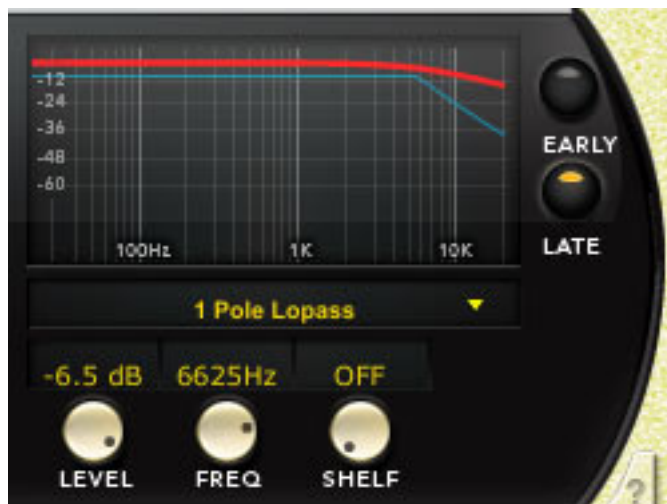 -12
-24
-36
-48
-60
100Hz 1K 10K
EARLY
LATE
1 Pole Lopass
-6.5 dB 6625Hz OFF
LEVEL FREQ SHELF
?